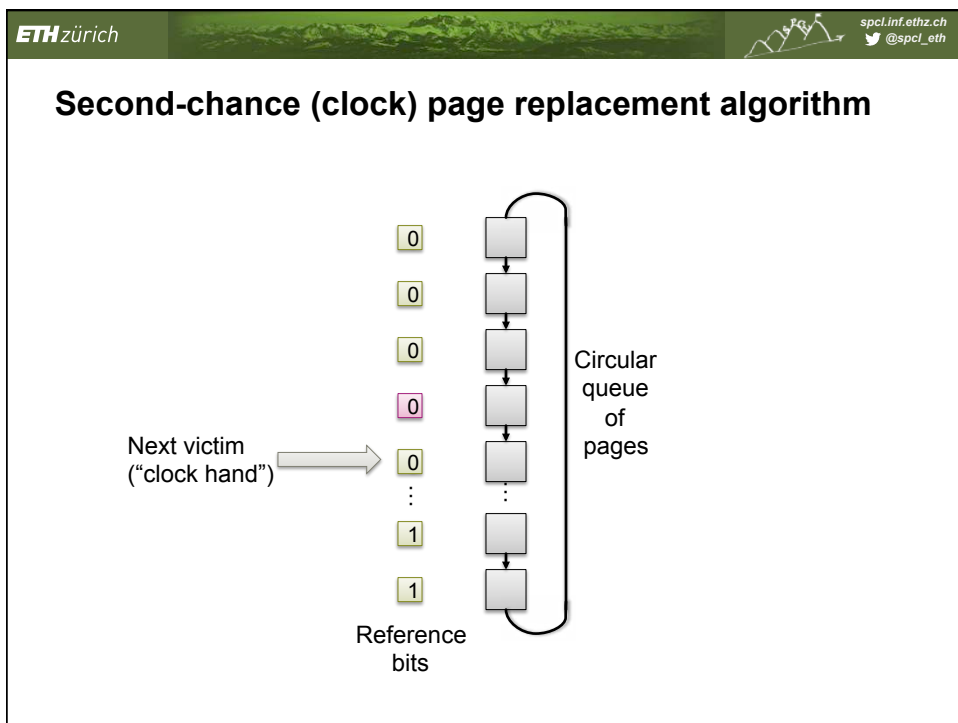 ETH zürich
spcl.inf.ethz.ch
@spcl_eth
Second-chance (clock) page replacement algorithm
0
0
0
0
Next victim
(“clock hand”)
0
⋮
⋮
1
1
Circular
queue
of
pages
Reference
bits